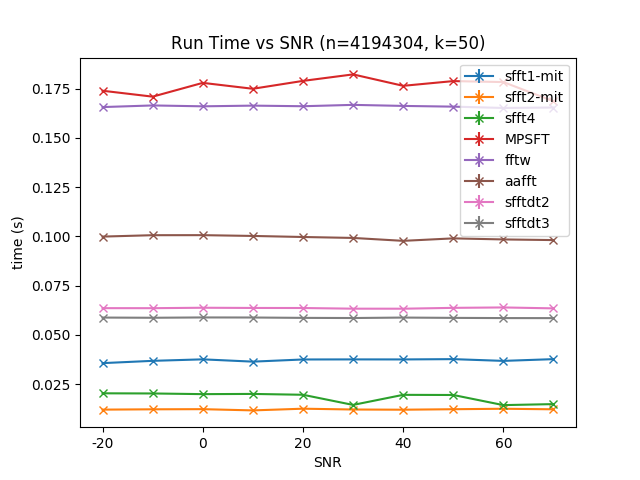 Run Time vs SNR (n=4194304, k=50)
time (s)
0.175
0.150
0.125
0.100
0.075
0.050
0.025
-20
0
20
40
60
SNR
sfft1-mit
sfft2-mit
sfft4
MPSFT
fftw
aafft
sfftdt2
sfftdt3